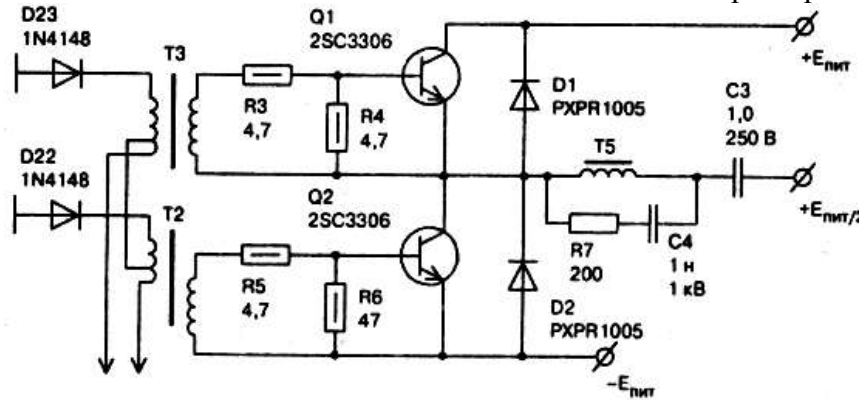 D23
1N4148
T3
Q1
2SC3306
R3
4,7
R4
4,7
+Eпит
D1
PXPR1005
C3
1,0
250 В
T5
D22
1N4148
T2
Q2
2SC3306
+Eпит/2
R7
200
C4
1 н
1 кВ
R5
4,7
R6
47
D2
PXPR1005
−Eпит